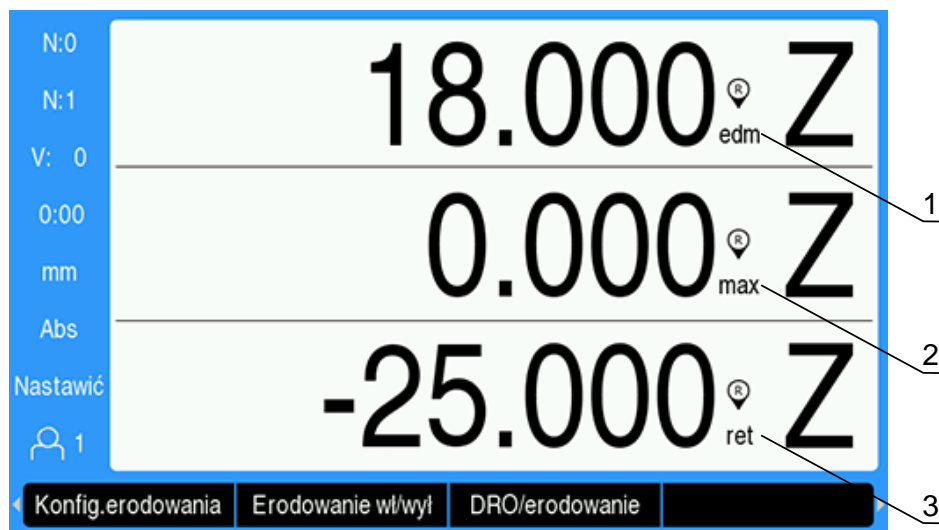 N:0
N:1
V: 0
0:00
mm
Abs
Nastawić
1
18.000 R edm Z
0.000 R max Z
-25.000 R ret Z
1
2
3
Konfig.erodowania Erodowanie wł/wył DRO/erodowanie